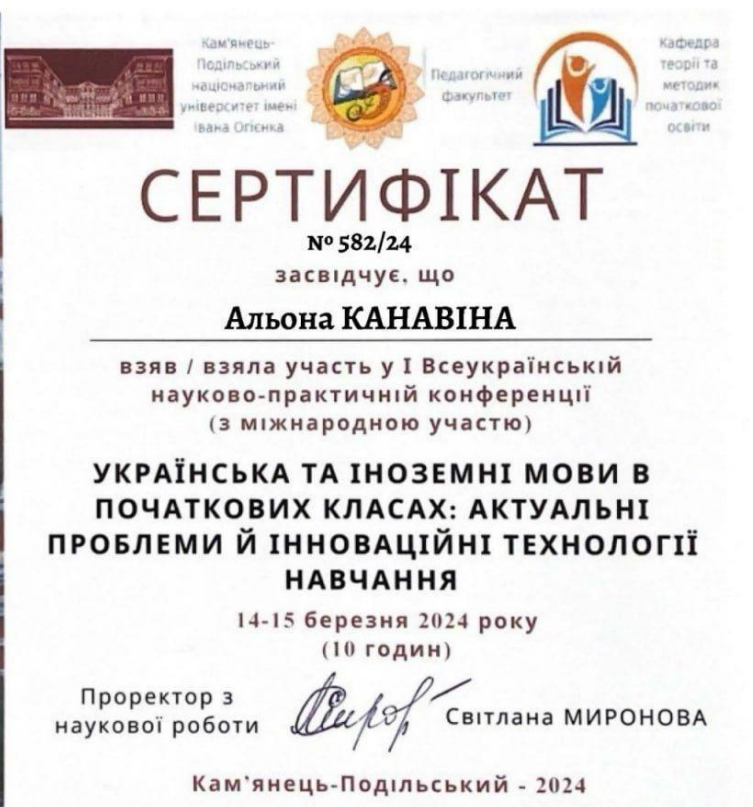 Кам'янець-
Подільський
національний
університет імені
Івана Огієнка
Педагогічний
факультет
Кафедра
теорії та
методик
початкової
освіти
СЕРТИФІКАТ
№ 582/24
засвідчує, що
Альона КАНАВІНА
взяв / взяла участь у І Всеукраїнській
науково-практичній конференції
(з міжнародною участю)
УКРАЇНСЬКА ТА ІНОЗЕМНІ МОВИ В
ПОЧАТКОВИХ КЛАСАХ: АКТУАЛЬНІ
ПРОБЛЕМИ Й ІННОВАЦІЙНІ ТЕХНОЛОГІЇ
НАВЧАННЯ
14-15 березня 2024 року
(10 годин)
Проректор з
наукової роботи
Світлана МИРОНОВА
Кам'янець-Подільський - 2024